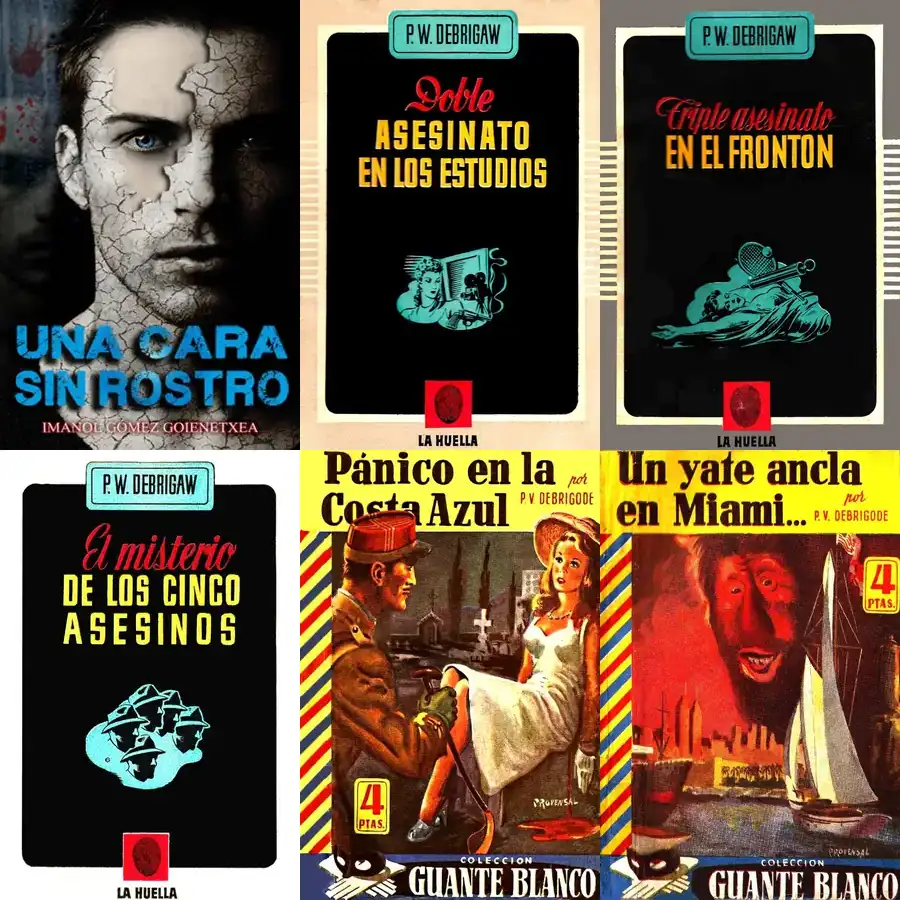 UNA CARA
SIN ROSTRO
IMANOL GÓMEZ GOIENETXEA
P. W. DEBRIGAW
Doble
ASESINATO
EN LOS ESTUDIOS
LA HUELLA
P. W. DEBRIGAW
Triple asesinato
EN EL FRONTON
LA HUELLA
P. W. DEBRIGAW
El misterio
DE LOS CINCO
ASESINOS
LA HUELLA
Pánico en la
Costa Azul
por
P V DEBRIGODE
PROVENSAL
4
PTAS.
COLECCION
GUANTE BLANCO
Un yate ancla
en Miami...
por
P. V. DEBRIGODE
4
PTAS.
PROVENSAL
COLECCION
GUANTE BLANCO